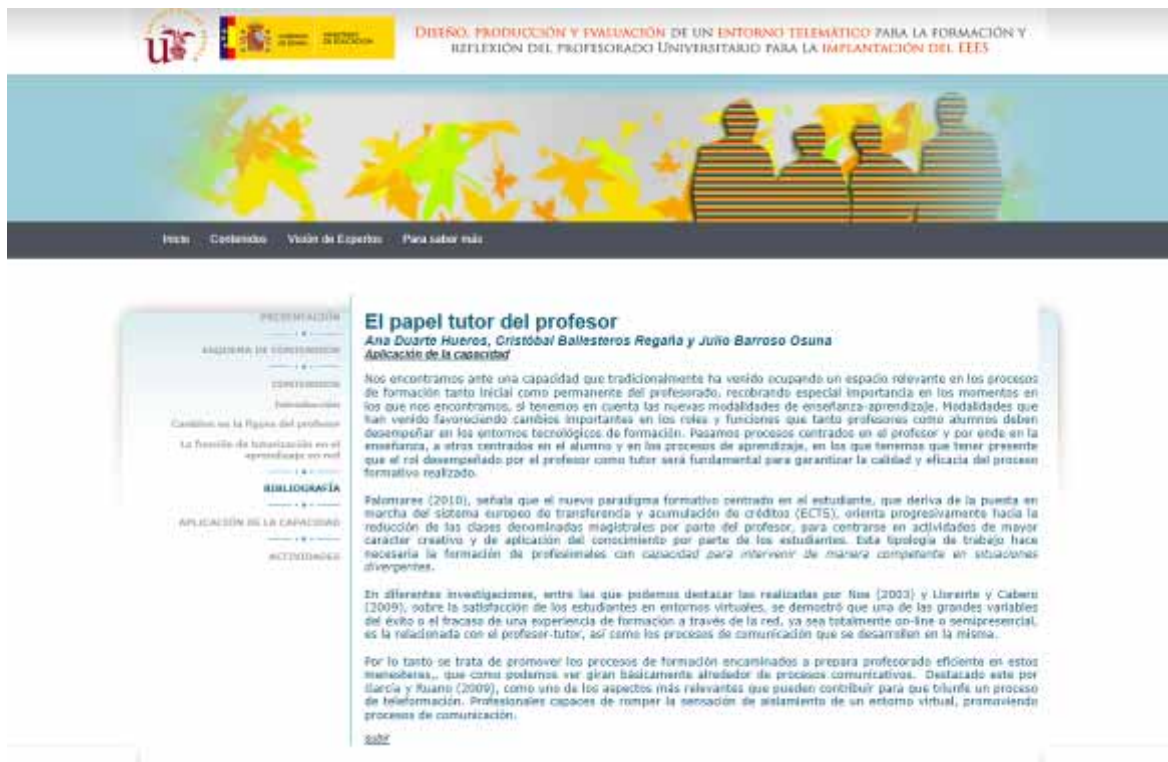 DISEÑO, PRODUCCIÓN Y EVALUACIÓN DE UN ENTORNO TELEMÁTICO PARA LA FORMACIÓN Y
REFLEXIÓN DEL PROFESORADO UNIVERSITARIO PARA LA IMPLANTACIÓN DEL EEES
GOBIERNO DE ESPAÑA
MINISTERIO DE EDUCACIÓN
Inicio Contenidos Visión de Expertos Para saber más
PRESENTACIÓN
ESQUEMA DE CONTENIDOS
CONTENIDOS
Introducción
Cambios en la figura del profesor
La función de tutorización en el
aprendizaje en red
BIBLIOGRAFÍA
APLICACIÓN DE LA CAPACIDAD
ACTIVIDADES
El papel tutor del profesor
Ana Duarte Hueros, Cristóbal Ballesteros Regaña y Julio Barroso Osuna
Aplicación de la capacidad
Nos encontramos ante una capacidad que tradicionalmente ha venido ocupando un espacio relevante en los procesos
de formación tanto inicial como permanente del profesorado, recobrando especial importancia en los momentos en
los que nos encontramos, si tenemos en cuenta las nuevas modalidades de enseñanza-aprendizaje. Modalidades que
han venido favoreciendo cambios importantes en los roles y funciones que tanto profesores como alumnos deben
desempeñar en los entornos tecnológicos de formación. Pasamos procesos centrados en el profesor y por ende en la
enseñanza, a otros centrados en el alumno y en los procesos de aprendizaje, en los que tenemos que tener presente
que el rol desempeñado por el profesor como tutor será fundamental para garantizar la calidad y eficacia del proceso
formativo realizado.
Palomares (2010), señala que el nuevo paradigma formativo centrado en el estudiante, que deriva de la puesta en
marcha del sistema europeo de transferencia y acumulación de créditos (ECTS), orienta progresivamente hacia la
reducción de las clases denominadas magistrales por parte del profesor, para centrarse en actividades de mayor
carácter creativo y de aplicación del conocimiento por parte de los estudiantes. Esta tipología de trabajo hace
necesaria la formación de profesionales con capacidad para intervenir de manera competente en situaciones
divergentes.
En diferentes investigaciones, entre las que podemos destacar las realizadas por Noa (2003) y Llorente y Cabero
(2009), sobre la satisfacción de los estudiantes en entornos virtuales, se demostró que una de las grandes variables
del éxito o el fracaso de una experiencia de formación a través de la red, ya sea totalmente on-line o semipresencial,
es la relacionada con el profesor-tutor, así como los procesos de comunicación que se desarrollen en la misma.
Por lo tanto se trata de promover los procesos de formación encaminados a prepara profesorado eficiente en estos
menesteres,, que como podemos ver giran básicamente alrededor de procesos comunicativos. Destacado este por
García y Ruano (2009), como uno de los aspectos más relevantes que pueden contribuir para que triunfe un proceso
de teleformación. Profesionales capaces de romper la sensación de aislamiento de un entorno virtual, promoviendo
procesos de comunicación.
subir